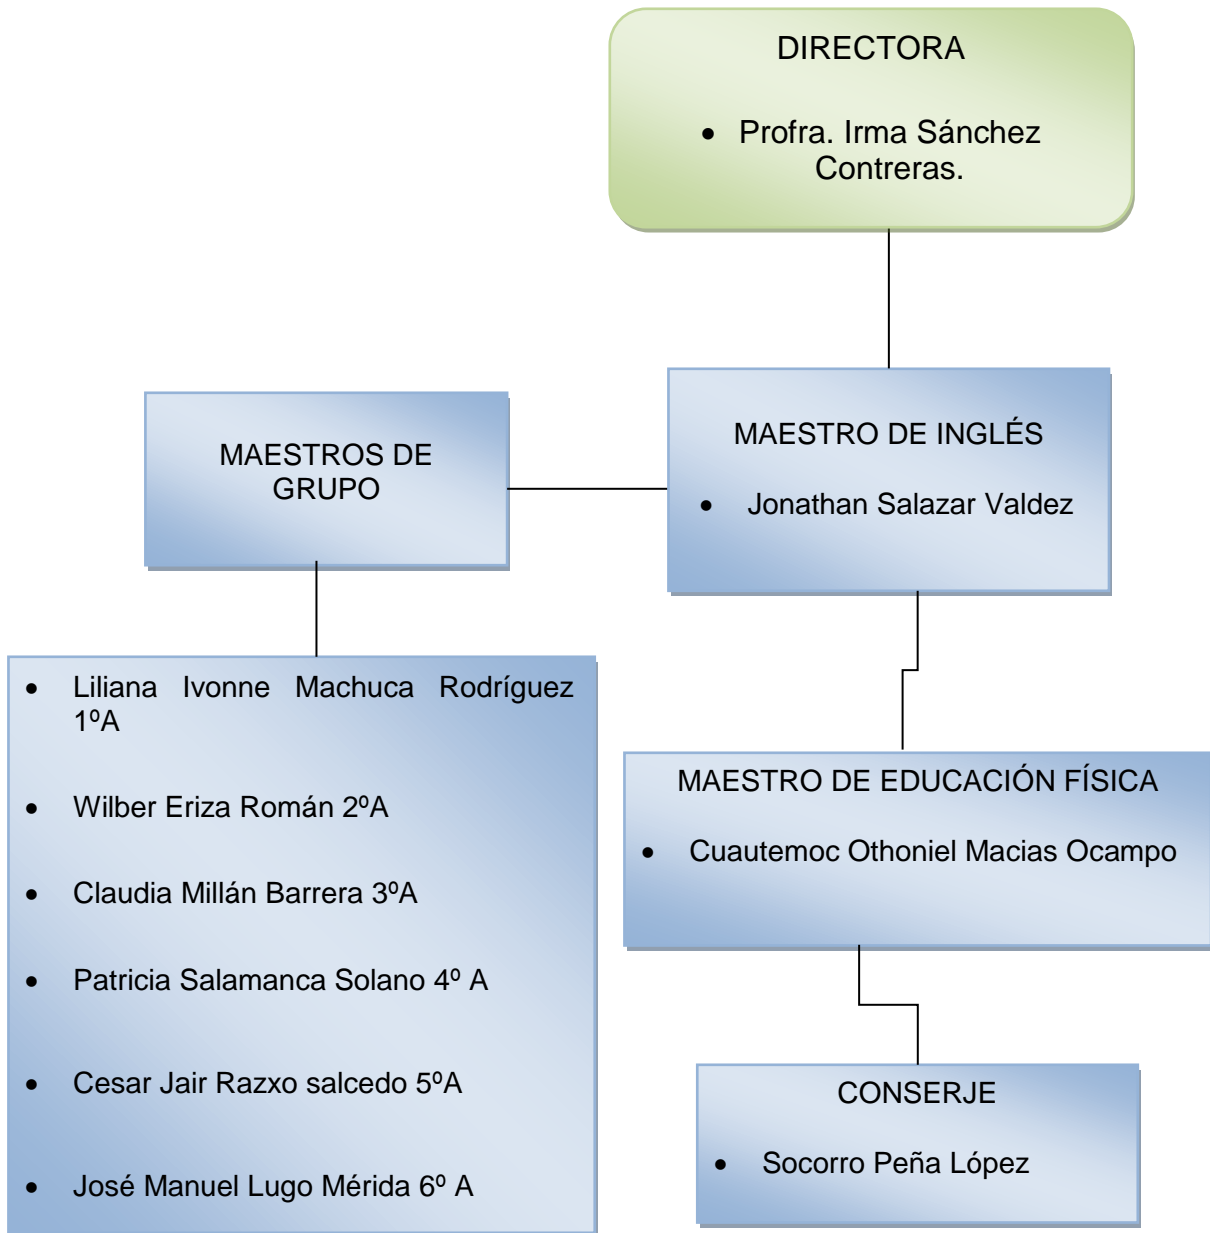 DIRECTORA
• Profra. Irma Sánchez
Contreras.
MAESTROS DE
GRUPO
MAESTRO DE INGLÉS
• Jonathan Salazar Valdez
• Liliana Ivonne Machuca Rodríguez
1ºA
• Wilber Eriza Román 2ºA
• Claudia Millán Barrera 3ºA
• Patricia Salamanca Solano 4º A
• Cesar Jair Razxo salcedo 5ºA
• José Manuel Lugo Mérida 6º A
MAESTRO DE EDUCACIÓN FÍSICA
• Cuautemoc Othoniel Macias Ocampo
CONSERJE
• Socorro Peña López